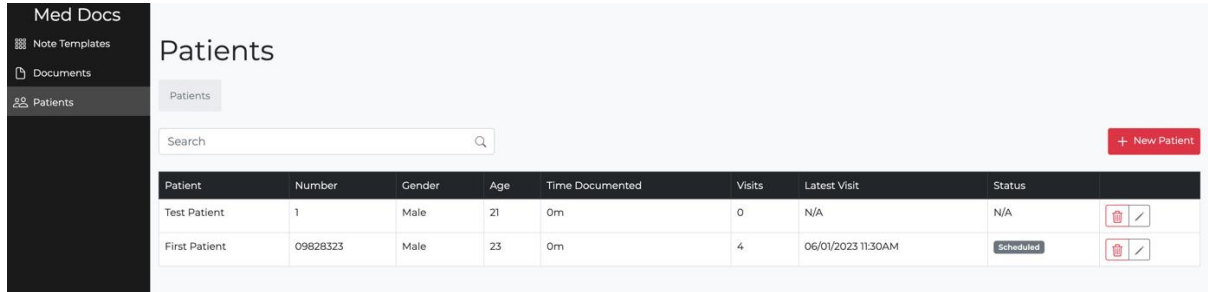 Med Docs
Note Templates
Documents
Patients
Patients
Patients
Search
+ New Patient
Patient Number Gender Age Time Documented Visits Latest Visit Status
Test Patient 1 Male 21 0m 0 N/A N/A
First Patient 09828323 Male 23 0m 4 06/01/2023 11:30AM Scheduled